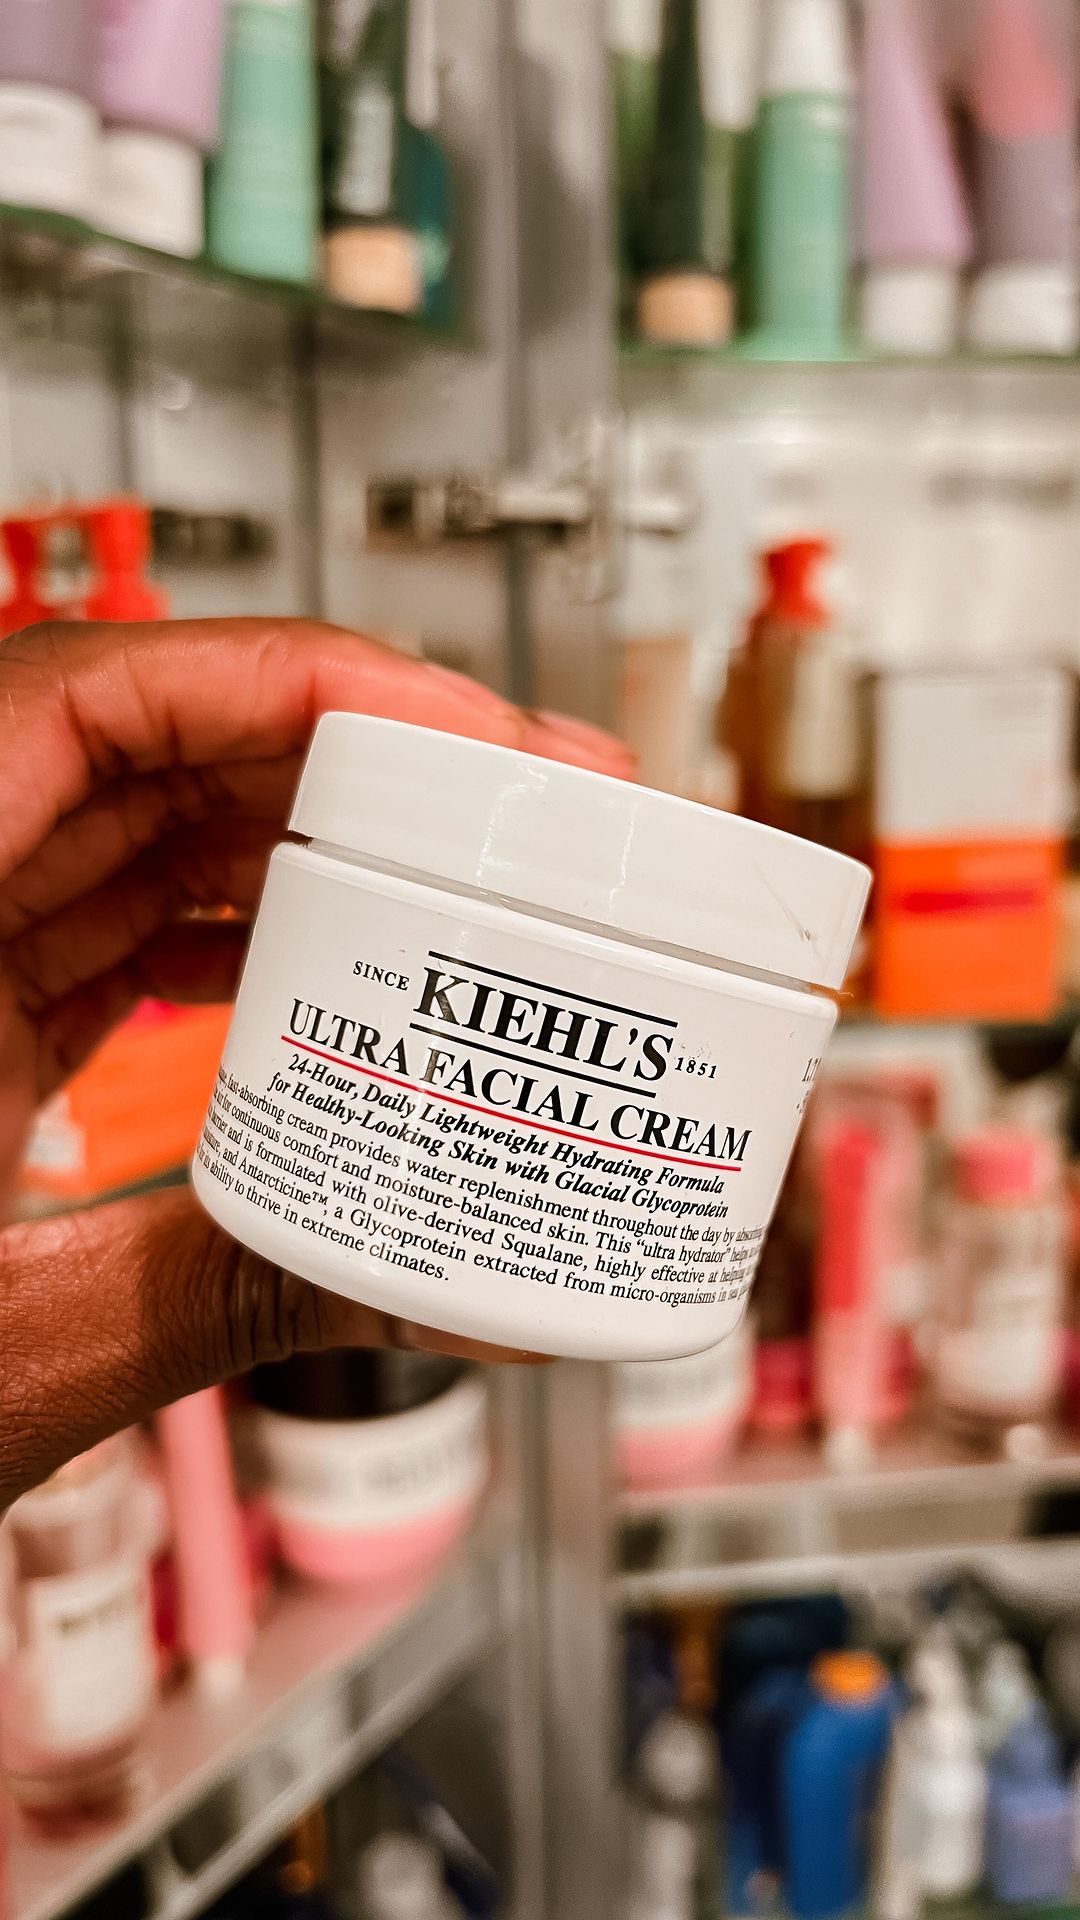 SINCE KIEHL'S 1851
ULTRA FACIAL CREAM
24-Hour, Daily Lightweight Hydrating Formula
for Healthy-Looking Skin with Glacial Glycoprotein
fast-absorbing cream provides water replenishment throughout the day by
for continuous comfort and moisture-balanced skin. This "ultra hydrator" helps
and is formulated with olive-derived Squalane, highly effective at
and Antarcticine™, a Glycoprotein extracted from micro-organisms in
ability to thrive in extreme climates.